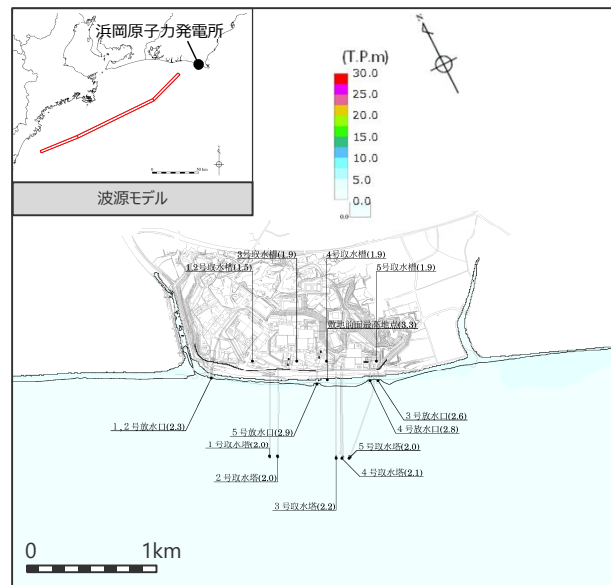 浜岡原子力発電所
0 50 km
N
波源モデル
(T.P.m)
30.0
25.0
20.0
15.0
10.0
5.0
0.0
N
3号取水槽(1.9)
4号取水槽(1.9)
1,2号取水槽(1.5)
5号取水槽(1.9)
敷地前面最高地点(3.3)
1,2号放水口(2.3)
3号放水口(2.6)
5号放水口(2.9)
4号放水口(2.8)
1号取水塔(2.0)
5号取水塔(2.0)
2号取水塔(2.0)
4号取水塔(2.1)
3号取水塔(2.2)
0 1km